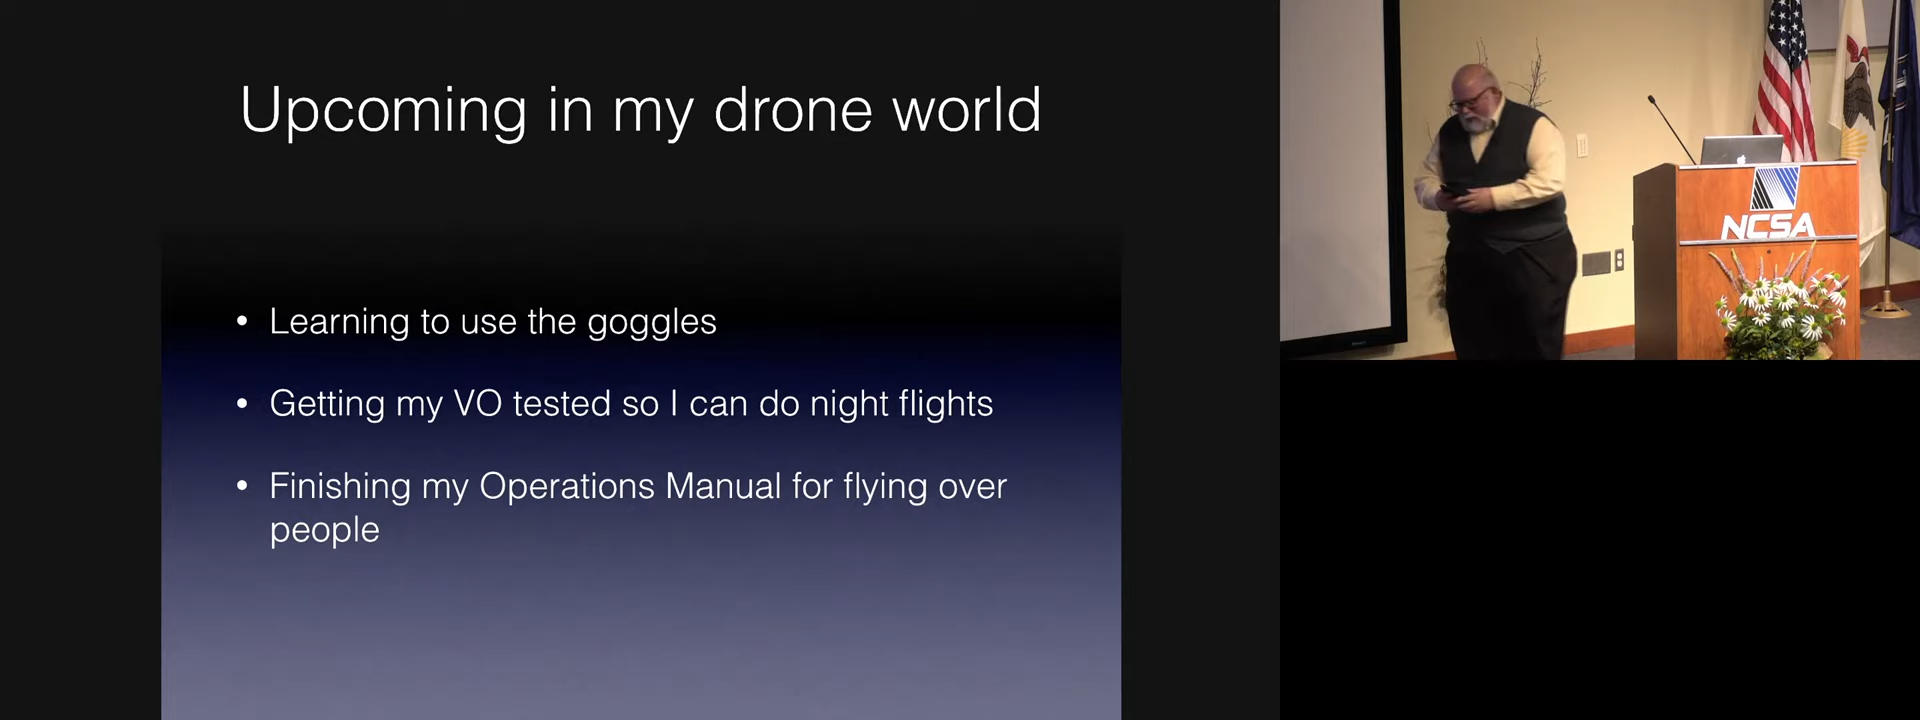 Upcoming in my drone world
• Learning to use the goggles
• Getting my VO tested so I can do night flights
• Finishing my Operations Manual for flying over
people
NCSA